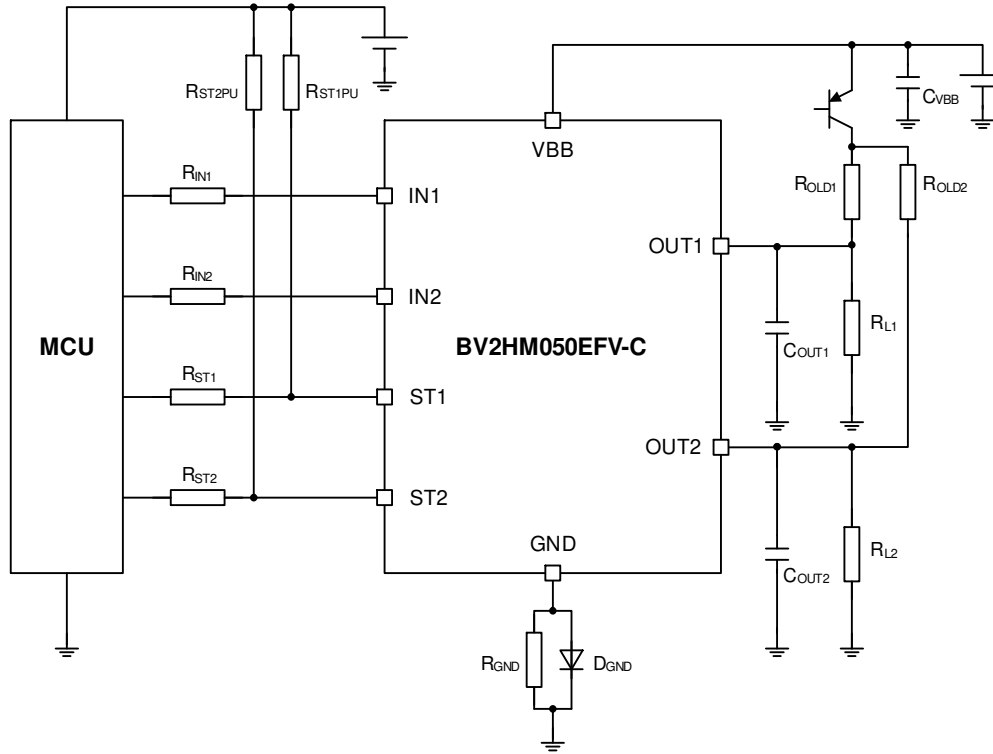 RST2PU
RST1PU
CVBB
VBB
RIN1
IN1
ROLD1
ROLD2
OUT1
RIN2
IN2
MCU
BV2HM050EFV-C
COUT1
RL1
RST1
ST1
OUT2
RST2
ST2
GND
COUT2
RL2
RGND
DGND